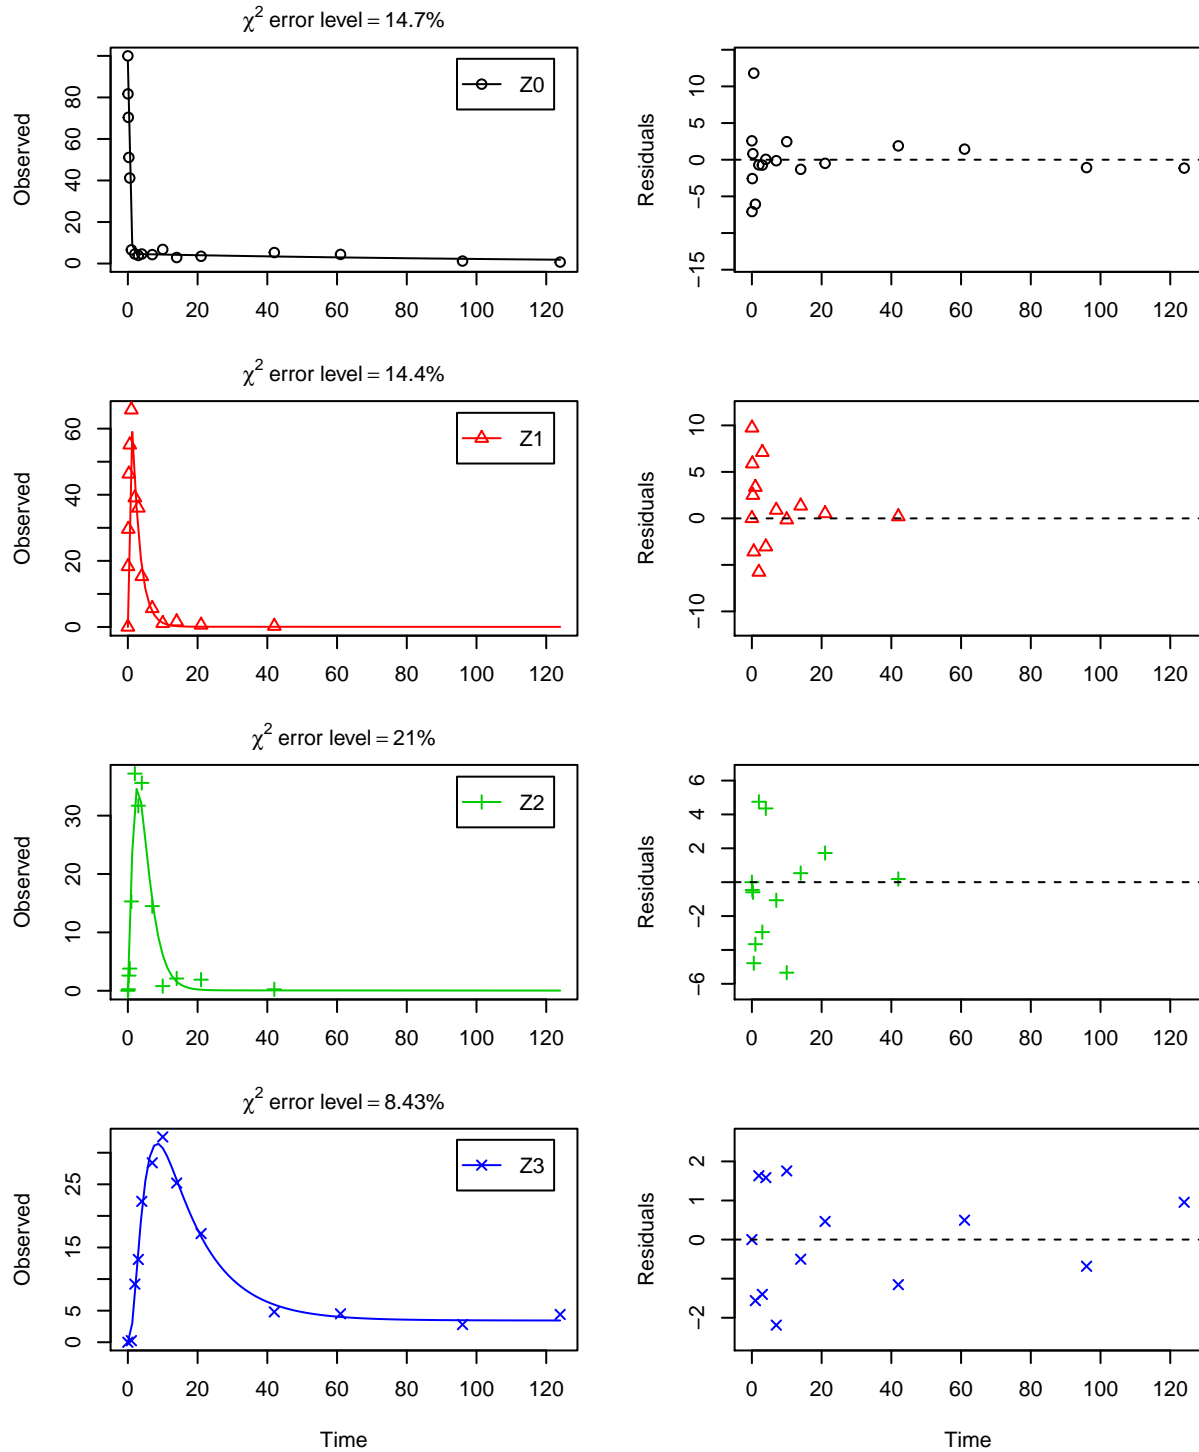 χ² error level = 14.7%
Observed
0 20 40 60 80
Z0
0 20 40 60 80 100 120
Residuals
−15 −5 0 5 10
0 20 40 60 80 100 120
χ² error level = 14.4%
Observed
0 20 40 60
Z1
0 20 40 60 80 100 120
Residuals
−10 0 5 10
0 20 40 60 80 100 120
χ² error level = 21%
Observed
0 10 20 30
Z2
0 20 40 60 80 100 120
Residuals
−6 −2 2 4 6
0 20 40 60 80 100 120
χ² error level = 8.43%
Observed
0 5 15 25
Z3
0 20 40 60 80 100 120
Time
Residuals
−2 0 1 2
0 20 40 60 80 100 120
Time